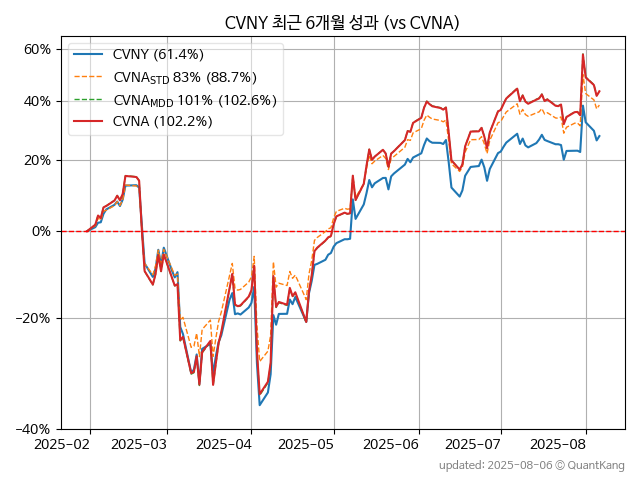 CVNY 최근 6개월 성과 (vs CVNA)
CVNY (61.4%)
CVNA_STD 83% (88.7%)
CVNA_MDD 101% (102.6%)
CVNA (102.2%)
60%
40%
20%
0%
−20%
−40%
2025-02 2025-03 2025-04 2025-05 2025-06 2025-07 2025-08
updated: 2025-08-06 © QuantKang